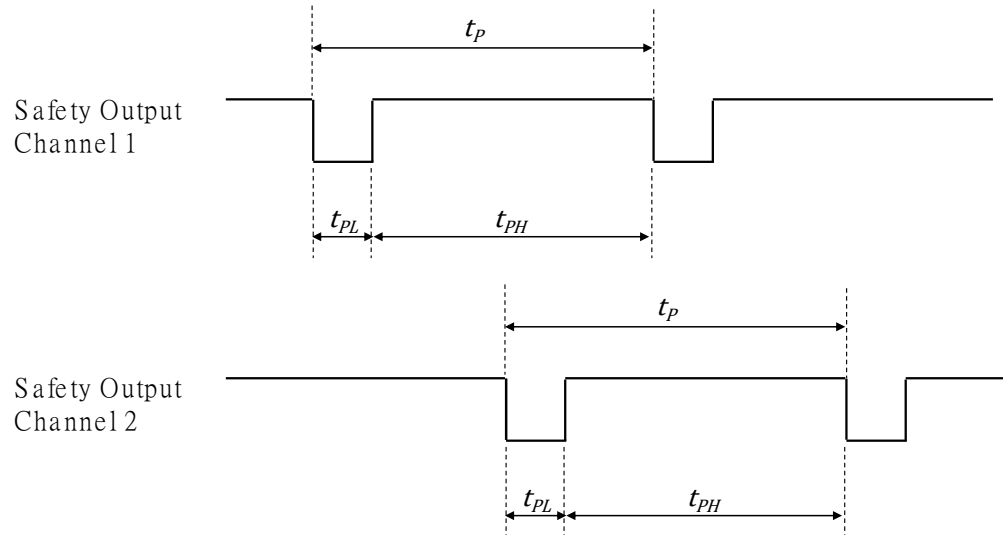 t_P
Safety Output
Channel 1
t_PL
t_PH
t_P
Safety Output
Channel 2
t_PL
t_PH